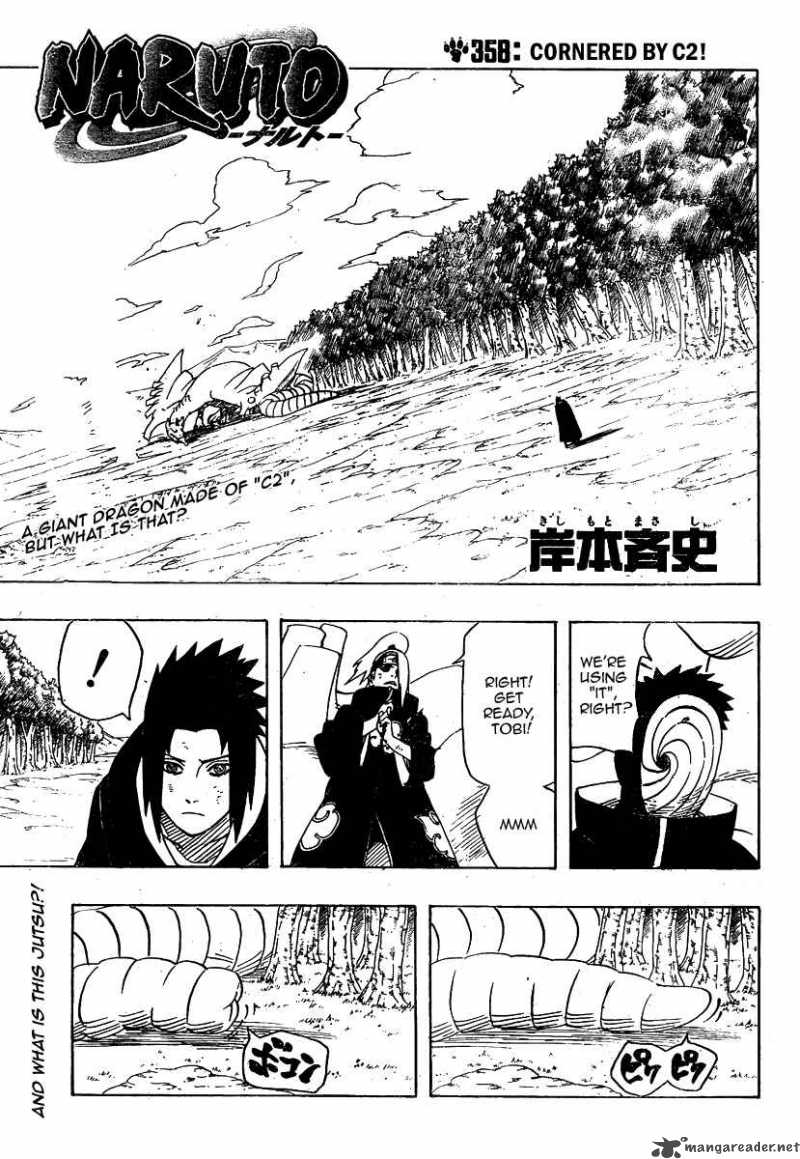 NARUTO
-ナルト-
358: CORNERED BY C2!
A GIANT DRAGON MADE OF "C2",
BUT WHAT IS THAT?
きし もと まさ し
岸本斉史
WE'RE
USING
"IT",
RIGHT?
RIGHT!
GET
READY,
TOBI!
MMM
!
ピク ピク
ボコン
AND WHAT IS THIS JUTSU?!
mangareader.net